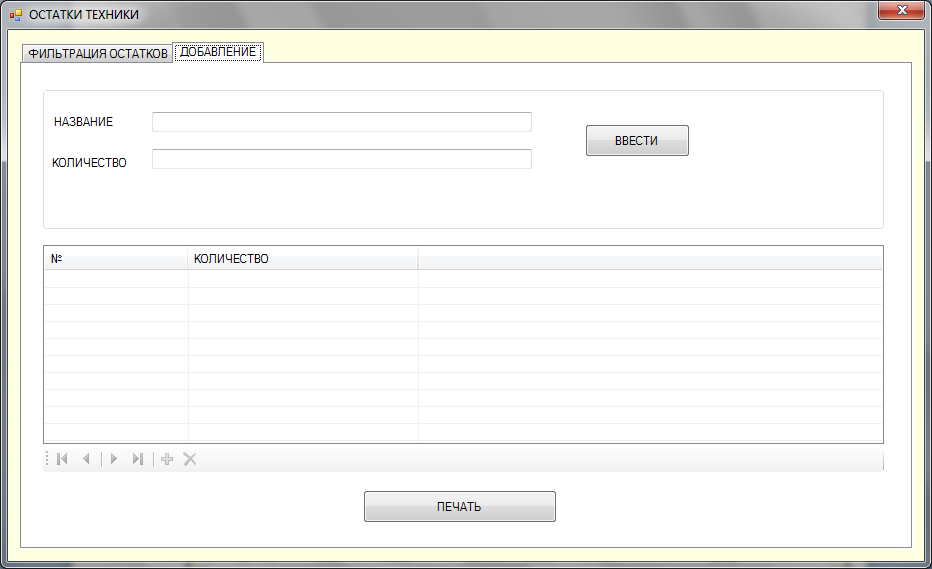 ОСТАТКИ ТЕХНИКИ
ФИЛЬТРАЦИЯ ОСТАТКОВ ДОБАВЛЕНИЕ
НАЗВАНИЕ
ВВЕСТИ
КОЛИЧЕСТВО
№ КОЛИЧЕСТВО
ПЕЧАТЬ